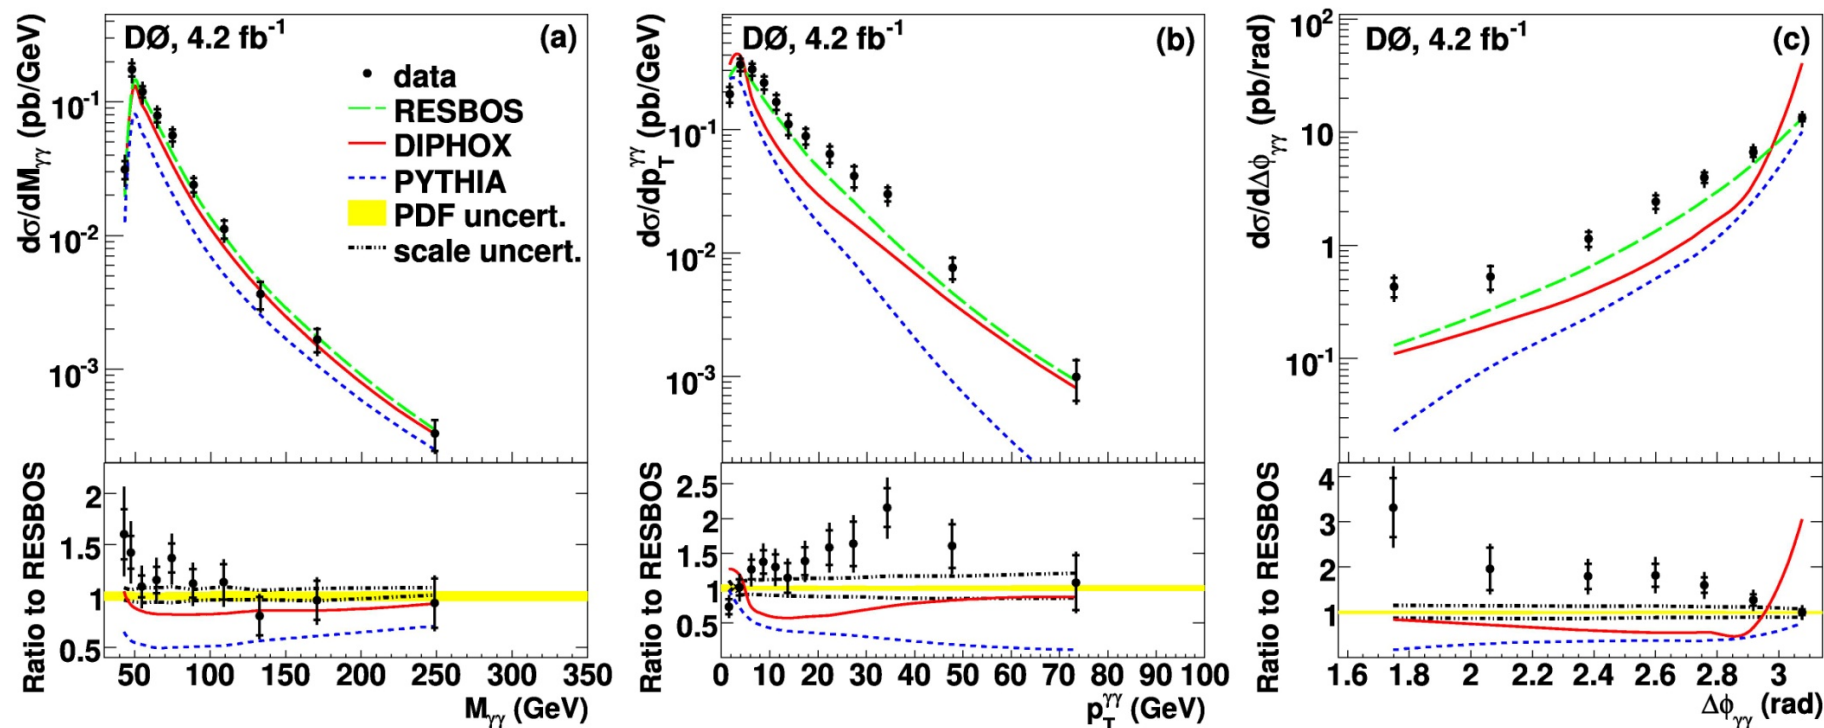 DØ, 4.2 fb⁻¹
(a)
data
RESBOS
DIPHOX
PYTHIA
PDF uncert.
scale uncert.
dσ/dMγγ (pb/GeV)
10⁻¹
10⁻²
10⁻³
Ratio to RESBOS
2
1.5
1
0.5
50 100 150 200 250 300 350
Mγγ (GeV)
DØ, 4.2 fb⁻¹
(b)
dσ/dpTγγ (pb/GeV)
10⁻¹
10⁻²
10⁻³
Ratio to RESBOS
2.5
2
1.5
1
0.5
0 10 20 30 40 50 60 70 80 90 100
pTγγ (GeV)
DØ, 4.2 fb⁻¹
(c)
dσ/dΔϕγγ (pb/rad)
10²
10
1
10⁻¹
Ratio to RESBOS
4
3
2
1
1.6 1.8 2 2.2 2.4 2.6 2.8 3
Δϕγγ (rad)